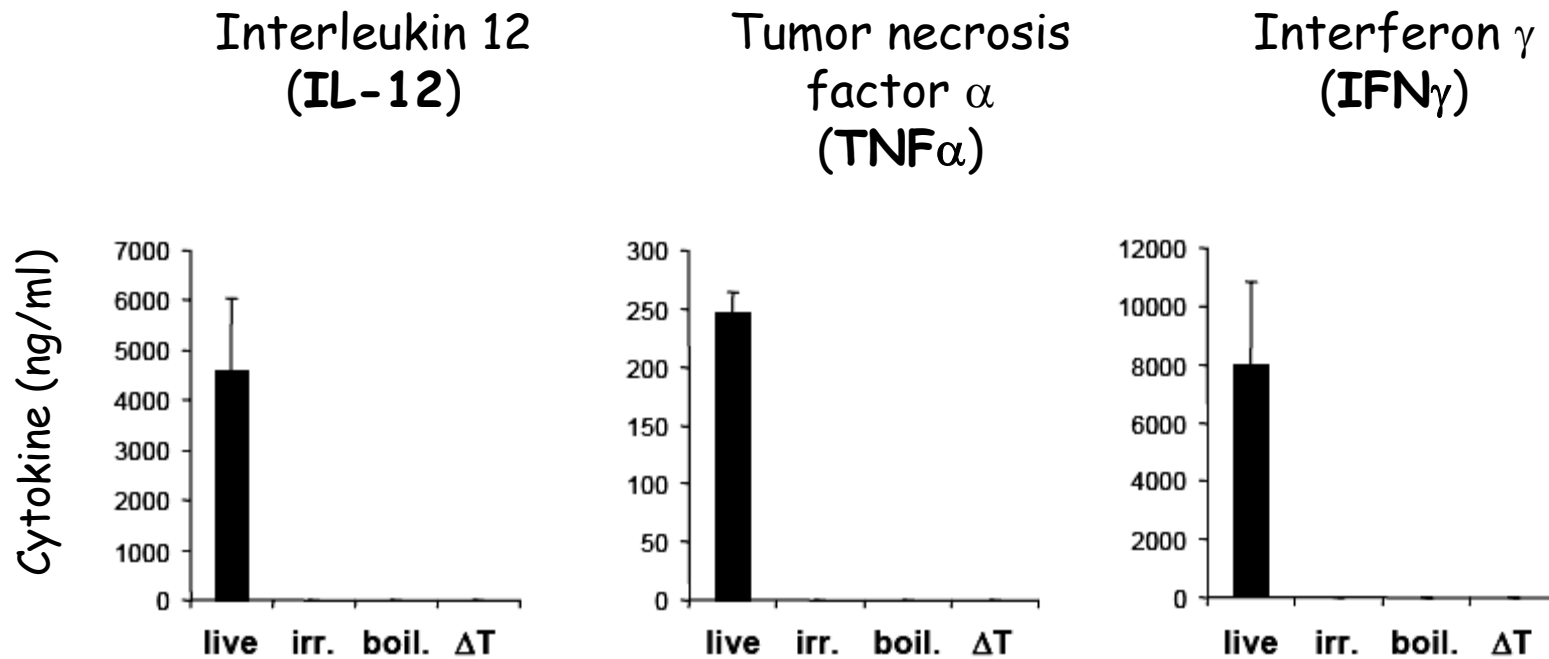 Interleukin 12
(IL-12)
Tumor necrosis
factor α
(TNFα)
Interferon γ
(IFNγ)
Cytokine (ng/ml)
7000
6000
5000
4000
3000
2000
1000
0
live irr. boil. ΔT
300
250
200
150
100
50
0
live irr. boil. ΔT
12000
10000
8000
6000
4000
2000
0
live irr. boil. ΔT